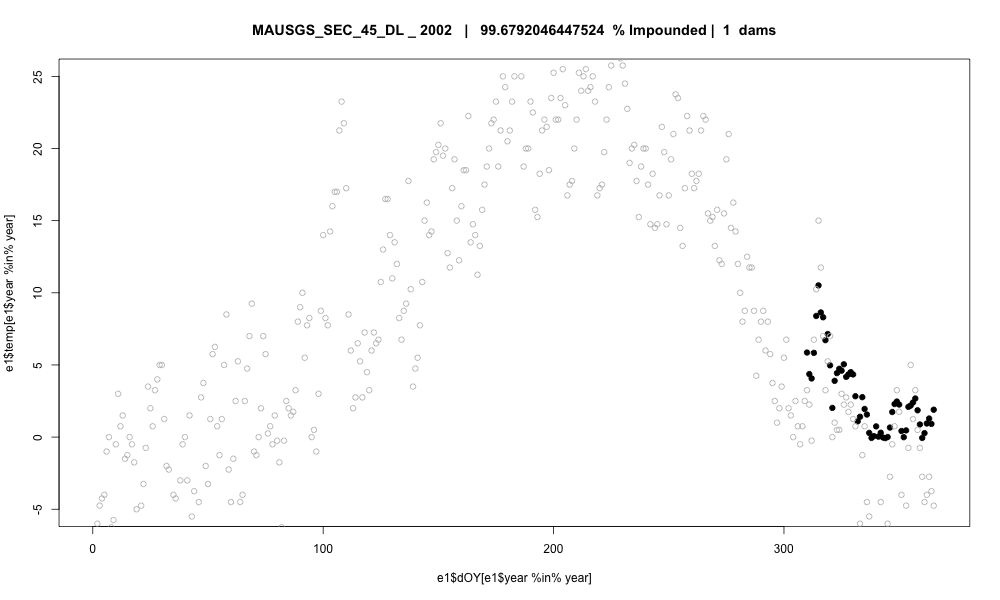 MAUSGS_SEC_45_DL _ 2002 | 99.6792046447524 % Impounded | 1 dams
e1$temp[e1$year %in% year]
25
20
15
10
5
0
-5
0 100 200 300
e1$dOY[e1$year %in% year]